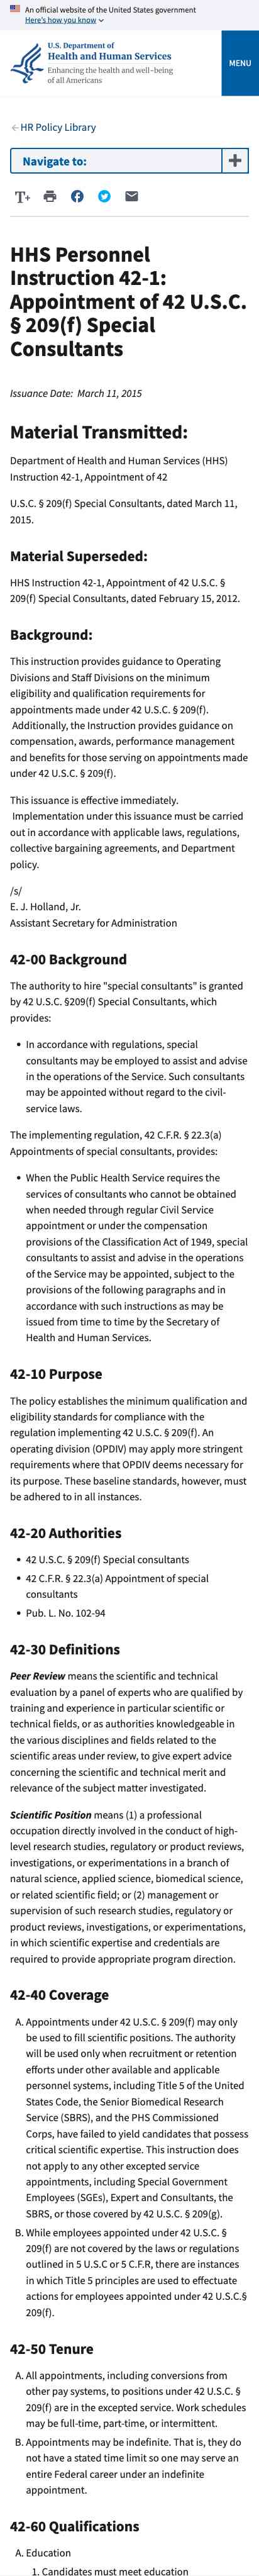 An official website of the United States government
Here's how you know
U.S. Department of
Health and Human Services
Enhancing the health and well-being
of all Americans
MENU
HR Policy Library
Navigate to:
T+
HHS Personnel
Instruction 42-1:
Appointment of 42 U.S.C.
§ 209(f) Special
Consultants
Issuance Date: March 11, 2015
Material Transmitted:
Department of Health and Human Services (HHS)
Instruction 42-1, Appointment of 42
U.S.C. § 209(f) Special Consultants, dated March 11,
2015.
Material Superseded:
HHS Instruction 42-1, Appointment of 42 U.S.C. §
209(f) Special Consultants, dated February 15, 2012.
Background:
This instruction provides guidance to Operating
Divisions and Staff Divisions on the minimum
eligibility and qualification requirements for
appointments made under 42 U.S.C. § 209(f).
Additionally, the Instruction provides guidance on
compensation, awards, performance management
and benefits for those serving on appointments made
under 42 U.S.C. § 209(f).
This issuance is effective immediately.
Implementation under this issuance must be carried
out in accordance with applicable laws, regulations,
collective bargaining agreements, and Department
policy.
/s/
E. J. Holland, Jr.
Assistant Secretary for Administration
42-00 Background
The authority to hire "special consultants" is granted
by 42 U.S.C. §209(f) Special Consultants, which
provides:
• In accordance with regulations, special
consultants may be employed to assist and advise
in the operations of the Service. Such consultants
may be appointed without regard to the civil-
service laws.
The implementing regulation, 42 C.F.R. § 22.3(a)
Appointments of special consultants, provides:
• When the Public Health Service requires the
services of consultants who cannot be obtained
when needed through regular Civil Service
appointment or under the compensation
provisions of the Classification Act of 1949, special
consultants to assist and advise in the operations
of the Service may be appointed, subject to the
provisions of the following paragraphs and in
accordance with such instructions as may be
issued from time to time by the Secretary of
Health and Human Services.
42-10 Purpose
The policy establishes the minimum qualification and
eligibility standards for compliance with the
regulation implementing 42 U.S.C. § 209(f). An
operating division (OPDIV) may apply more stringent
requirements where that OPDIV deems necessary for
its purpose. These baseline standards, however, must
be adhered to in all instances.
42-20 Authorities
• 42 U.S.C. § 209(f) Special consultants
• 42 C.F.R. § 22.3(a) Appointment of special
consultants
• Pub. L. No. 102-94
42-30 Definitions
Peer Review means the scientific and technical
evaluation by a panel of experts who are qualified by
training and experience in particular scientific or
technical fields, or as authorities knowledgeable in
the various disciplines and fields related to the
scientific areas under review, to give expert advice
concerning the scientific and technical merit and
relevance of the subject matter investigated.
Scientific Position means (1) a professional
occupation directly involved in the conduct of high-
level research studies, regulatory or product reviews,
investigations, or experimentations in a branch of
natural science, applied science, biomedical science,
or related scientific field; or (2) management or
supervision of such research studies, regulatory or
product reviews, investigations, or experimentations,
in which scientific expertise and credentials are
required to provide appropriate program direction.
42-40 Coverage
A. Appointments under 42 U.S.C. § 209(f) may only
be used to fill scientific positions. The authority
will be used only when recruitment or retention
efforts under other available and applicable
personnel systems, including Title 5 of the United
States Code, the Senior Biomedical Research
Service (SBRS), and the PHS Commissioned
Corps, have failed to yield candidates that possess
critical scientific expertise. This instruction does
not apply to any other excepted service
appointments, including Special Government
Employees (SGEs), Expert and Consultants, the
SBRS, or those covered by 42 U.S.C. § 209(g).
B. While employees appointed under 42 U.S.C. §
209(f) are not covered by the laws or regulations
outlined in 5 U.S.C or 5 C.F.R, there are instances
in which Title 5 principles are used to effectuate
actions for employees appointed under 42 U.S.C.§
209(f).
42-50 Tenure
A. All appointments, including conversions from
other pay systems, to positions under 42 U.S.C. §
209(f) are in the excepted service. Work schedules
may be full-time, part-time, or intermittent.
B. Appointments may be indefinite. That is, they do
not have a stated time limit so one may serve an
entire Federal career under an indefinite
appointment.
42-60 Qualifications
A. Education
1. Candidates must meet education